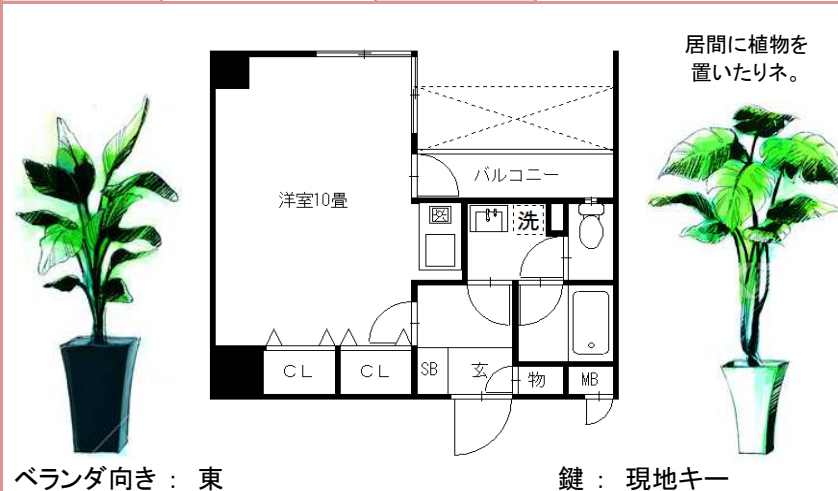 居間に植物を
置いたりネ。
バルコニー
洋室10畳
洗
CL
CL
SB
玄
物
MB
ベランダ向き : 東
鍵 : 現地キー